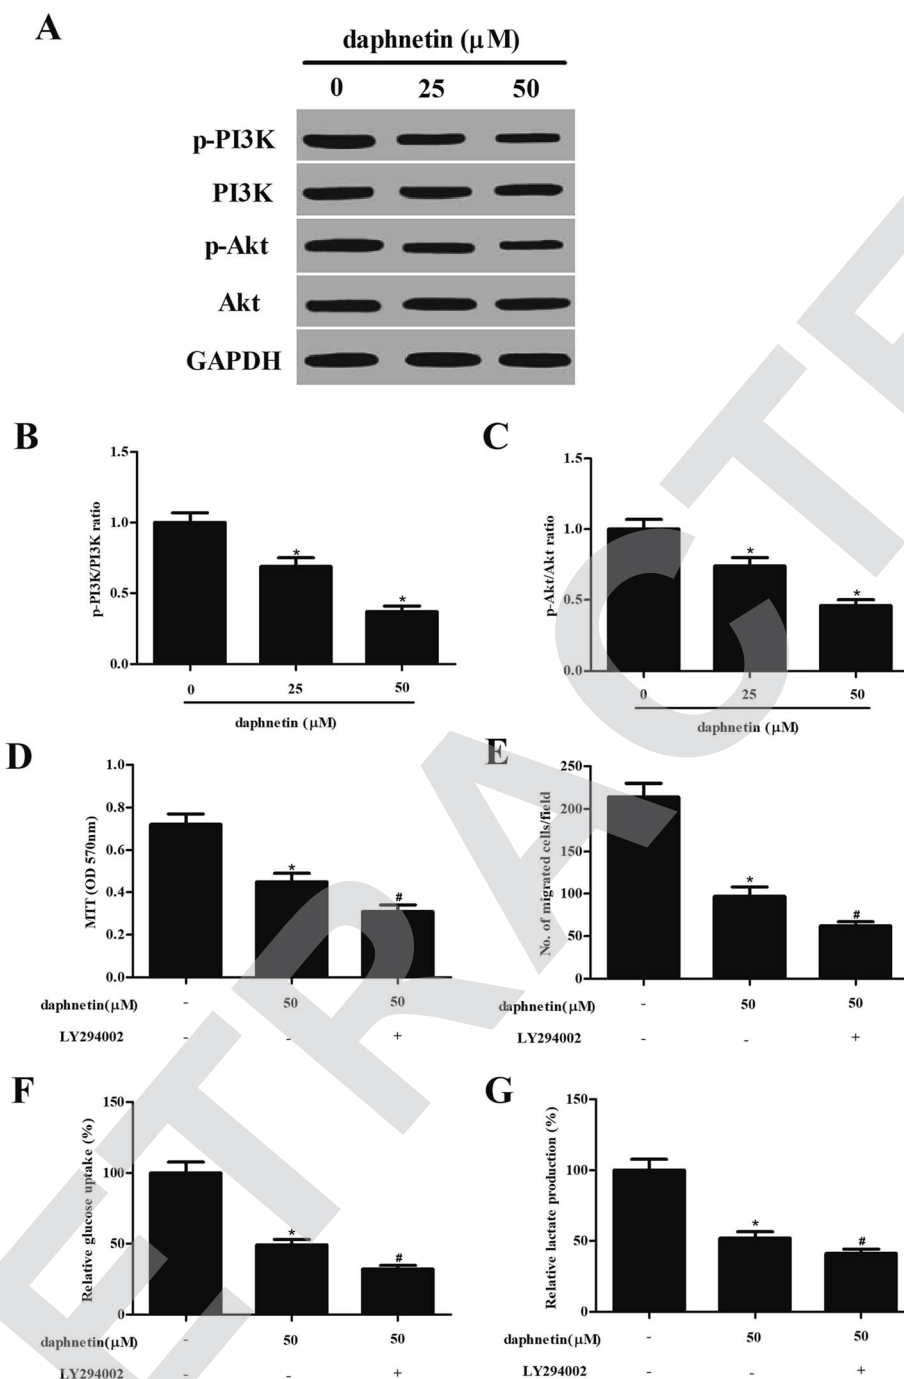 A
daphnetin (μM)
0 25 50
p-PI3K
PI3K
p-Akt
Akt
GAPDH
B
p-PI3K/PI3K ratio
1.5
1.0
0.5
0.0
*
*
0 25 50
daphnetin (μM)
C
p-Akt/Akt ratio
1.5
1.0
0.5
0.0
*
*
0 25 50
daphnetin (μM)
D
MTT (OD 570nm)
1.0
0.8
0.6
0.4
0.2
0.0
*
#
daphnetin(μM) - 50 50
LY294002 - - +
E
No. of migrated cells/field
250
200
150
100
50
0
*
#
daphnetin(μM) - 50 50
LY294002 - - +
F
Relative glucose uptake (%)
150
100
50
0
*
#
daphnetin(μM) - 50 50
LY294002 - - +
G
Relative lactate production (%)
150
100
50
0
*
#
daphnetin(μM) - 50 50
LY294002 - - +
ETRACTE